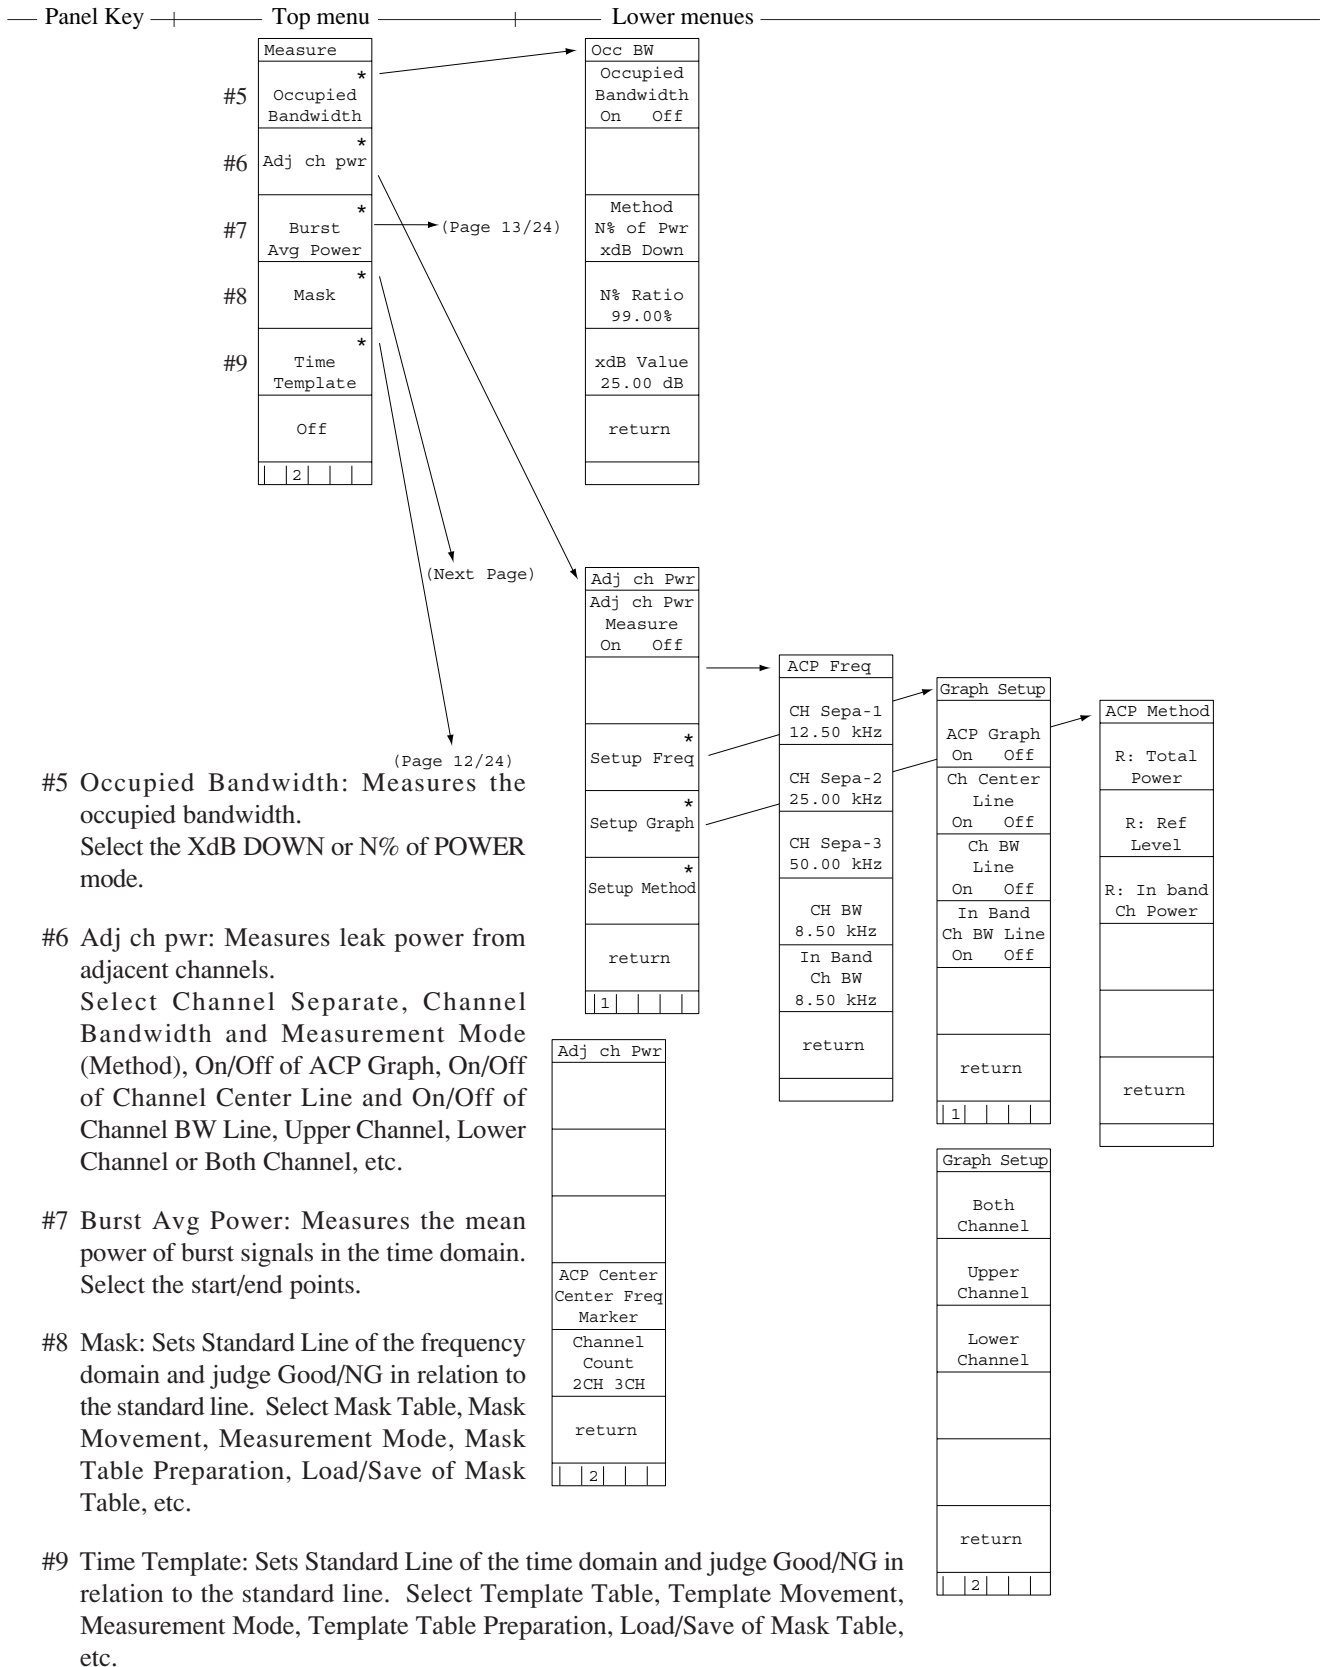 Panel Key
Top menu
Lower menues
Measure
#5
*
Occupied
Bandwidth
#6
*
Adj ch pwr
#7
*
Burst
Avg Power
(Page 13/24)
#8
*
Mask
#9
*
Time
Template
Off
2
(Next Page)
(Page 12/24)
Occ BW
Occupied
Bandwidth
On Off
Method
N% of Pwr
xdB Down
N% Ratio
99.00%
xdB Value
25.00 dB
return
Adj ch Pwr
Adj ch Pwr
Measure
On Off
*
Setup Freq
*
Setup Graph
*
Setup Method
return
1
ACP Freq
CH Sepa-1
12.50 kHz
CH Sepa-2
25.00 kHz
CH Sepa-3
50.00 kHz
CH BW
8.50 kHz
In Band
Ch BW
8.50 kHz
return
Graph Setup
ACP Graph
On Off
Ch Center
Line
On Off
Ch BW
Line
On Off
In Band
Ch BW Line
On Off
return
1
ACP Method
R: Total
Power
R: Ref
Level
R: In band
Ch Power
return
Adj ch Pwr
ACP Center
Center Freq
Marker
Channel
Count
2CH 3CH
return
2
Graph Setup
Both
Channel
Upper
Channel
Lower
Channel
return
2
#5 Occupied Bandwidth: Measures the
occupied bandwidth.
Select the XdB DOWN or N% of POWER
mode.
#6 Adj ch pwr: Measures leak power from
adjacent channels.
Select Channel Separate, Channel
Bandwidth and Measurement Mode
(Method), On/Off of ACP Graph, On/Off
of Channel Center Line and On/Off of
Channel BW Line, Upper Channel, Lower
Channel or Both Channel, etc.
#7 Burst Avg Power: Measures the mean
power of burst signals in the time domain.
Select the start/end points.
#8 Mask: Sets Standard Line of the frequency
domain and judge Good/NG in relation to
the standard line. Select Mask Table, Mask
Movement, Measurement Mode, Mask
Table Preparation, Load/Save of Mask
Table, etc.
#9 Time Template: Sets Standard Line of the time domain and judge Good/NG in
relation to the standard line. Select Template Table, Template Movement,
Measurement Mode, Template Table Preparation, Load/Save of Mask Table,
etc.